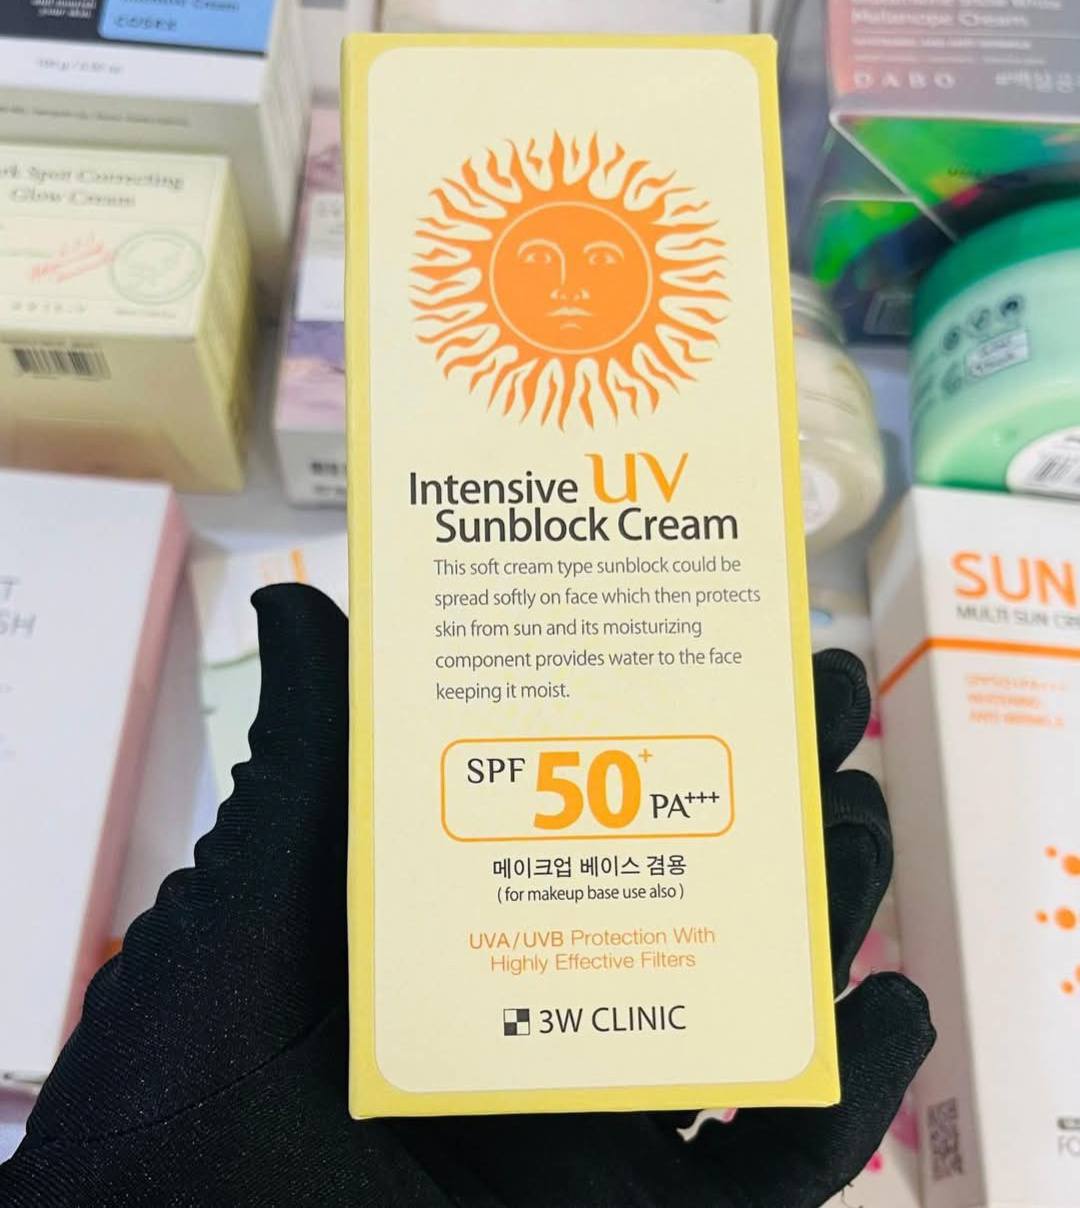 COSRX
Glow Cream
DABO
Intensive UV
Sunblock Cream
This soft cream type sunblock could be
spread softly on face which then protects
skin from sun and its moisturizing
component provides water to the face
keeping it moist.
SPF 50+ PA+++
메이크업 베이스 겸용
( for makeup base use also )
UVA/UVB Protection With
Highly Effective Filters
3W CLINIC
SUN
MULTI SUN